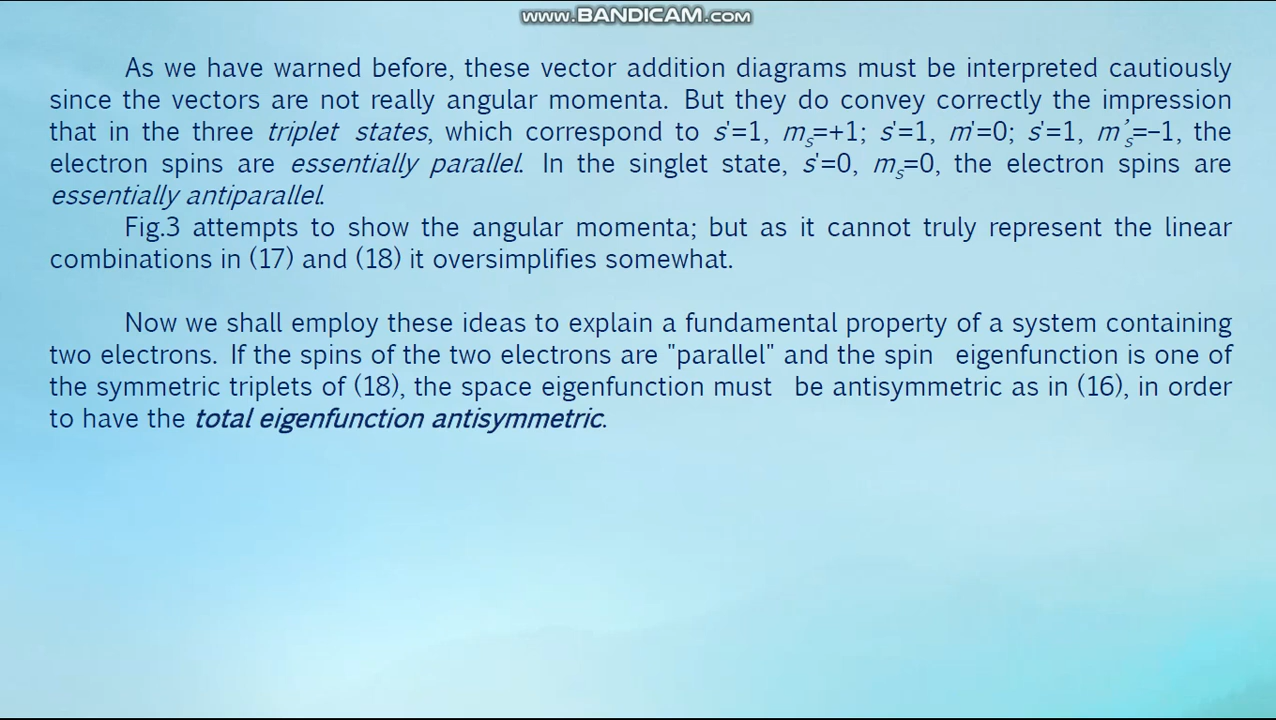 www.BANDICAM.com
As we have warned before, these vector addition diagrams must be interpreted cautiously
since the vectors are not really angular momenta. But they do convey correctly the impression
that in the three triplet states, which correspond to s'=1, mₛ=+1; s'=1, m'=0; s'=1, m’ₛ=–1, the
electron spins are essentially parallel. In the singlet state, s'=0, mₛ=0, the electron spins are
essentially antiparallel.
Fig.3 attempts to show the angular momenta; but as it cannot truly represent the linear
combinations in (17) and (18) it oversimplifies somewhat.
Now we shall employ these ideas to explain a fundamental property of a system containing
two electrons. If the spins of the two electrons are "parallel" and the spin eigenfunction is one of
the symmetric triplets of (18), the space eigenfunction must be antisymmetric as in (16), in order
to have the total eigenfunction antisymmetric.